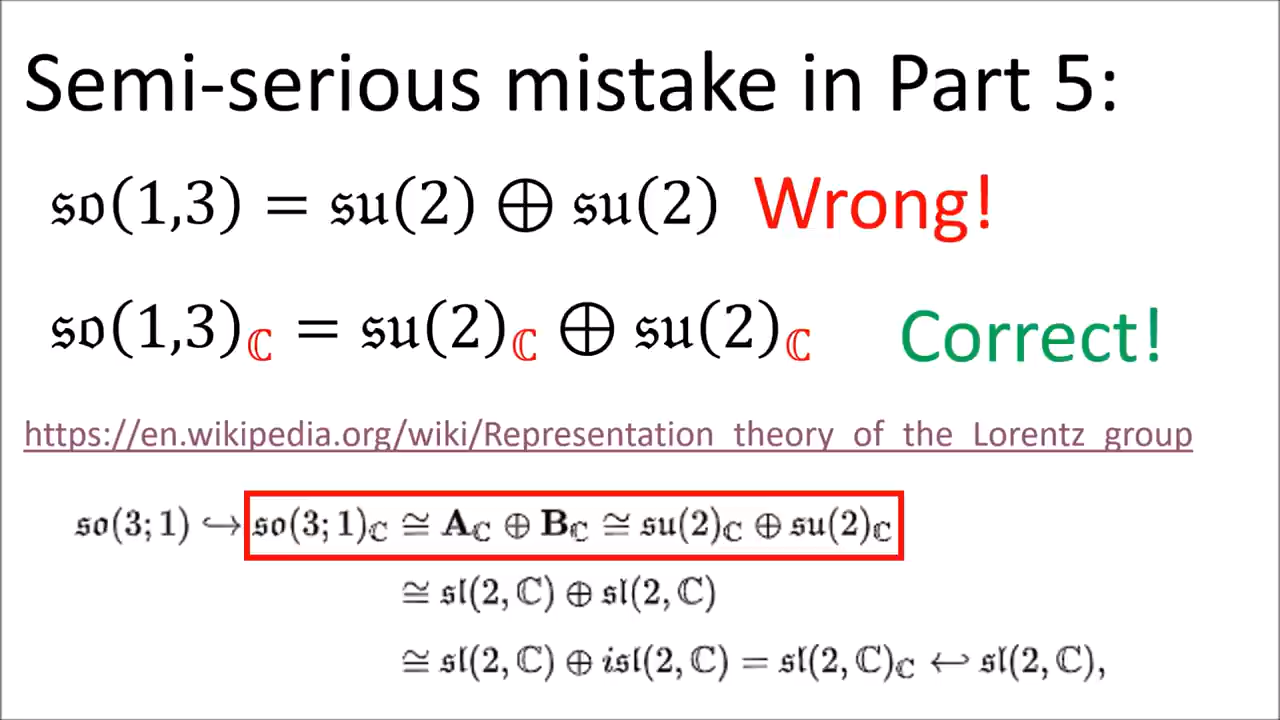 Semi-serious mistake in Part 5:
𝔰𝔬(1,3) = 𝔰𝔲(2) ⊕ 𝔰𝔲(2) Wrong!
𝔰𝔬(1,3)ℂ = 𝔰𝔲(2)ℂ ⊕ 𝔰𝔲(2)ℂ Correct!
https://en.wikipedia.org/wiki/Representation_theory_of_the_Lorentz_group
𝔰𝔬(3;1) ↪ 𝔰𝔬(3;1)ℂ ≅ 𝐀ℂ ⊕ 𝐁ℂ ≅ 𝔰𝔲(2)ℂ ⊕ 𝔰𝔲(2)ℂ
≅ 𝔰𝔩(2,ℂ) ⊕ 𝔰𝔩(2,ℂ)
≅ 𝔰𝔩(2,ℂ) ⊕ i𝔰𝔩(2,ℂ) = 𝔰𝔩(2,ℂ)ℂ ↩ 𝔰𝔩(2,ℂ),